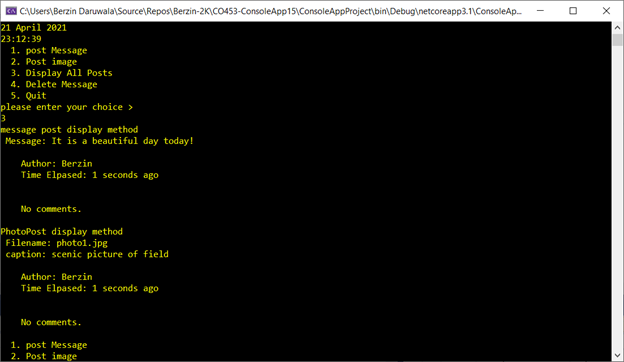 C:\Users\Berzin Daruwala\Source\Repos\Berzin-2K\CO453-ConsoleApp15\ConsoleAppProject\bin\Debug\netcoreapp3.1\ConsoleApp...
21 April 2021
23:12:39
1. post Message
2. Post image
3. Display All Posts
4. Delete Message
5. Quit
please enter your choice >
3
message post display method
Message: It is a beautiful day today!
Author: Berzin
Time Elpased: 1 seconds ago
No comments.
PhotoPost display method
Filename: photo1.jpg
caption: scenic picture of field
Author: Berzin
Time Elpased: 1 seconds ago
No comments.
1. post Message
2. Post image